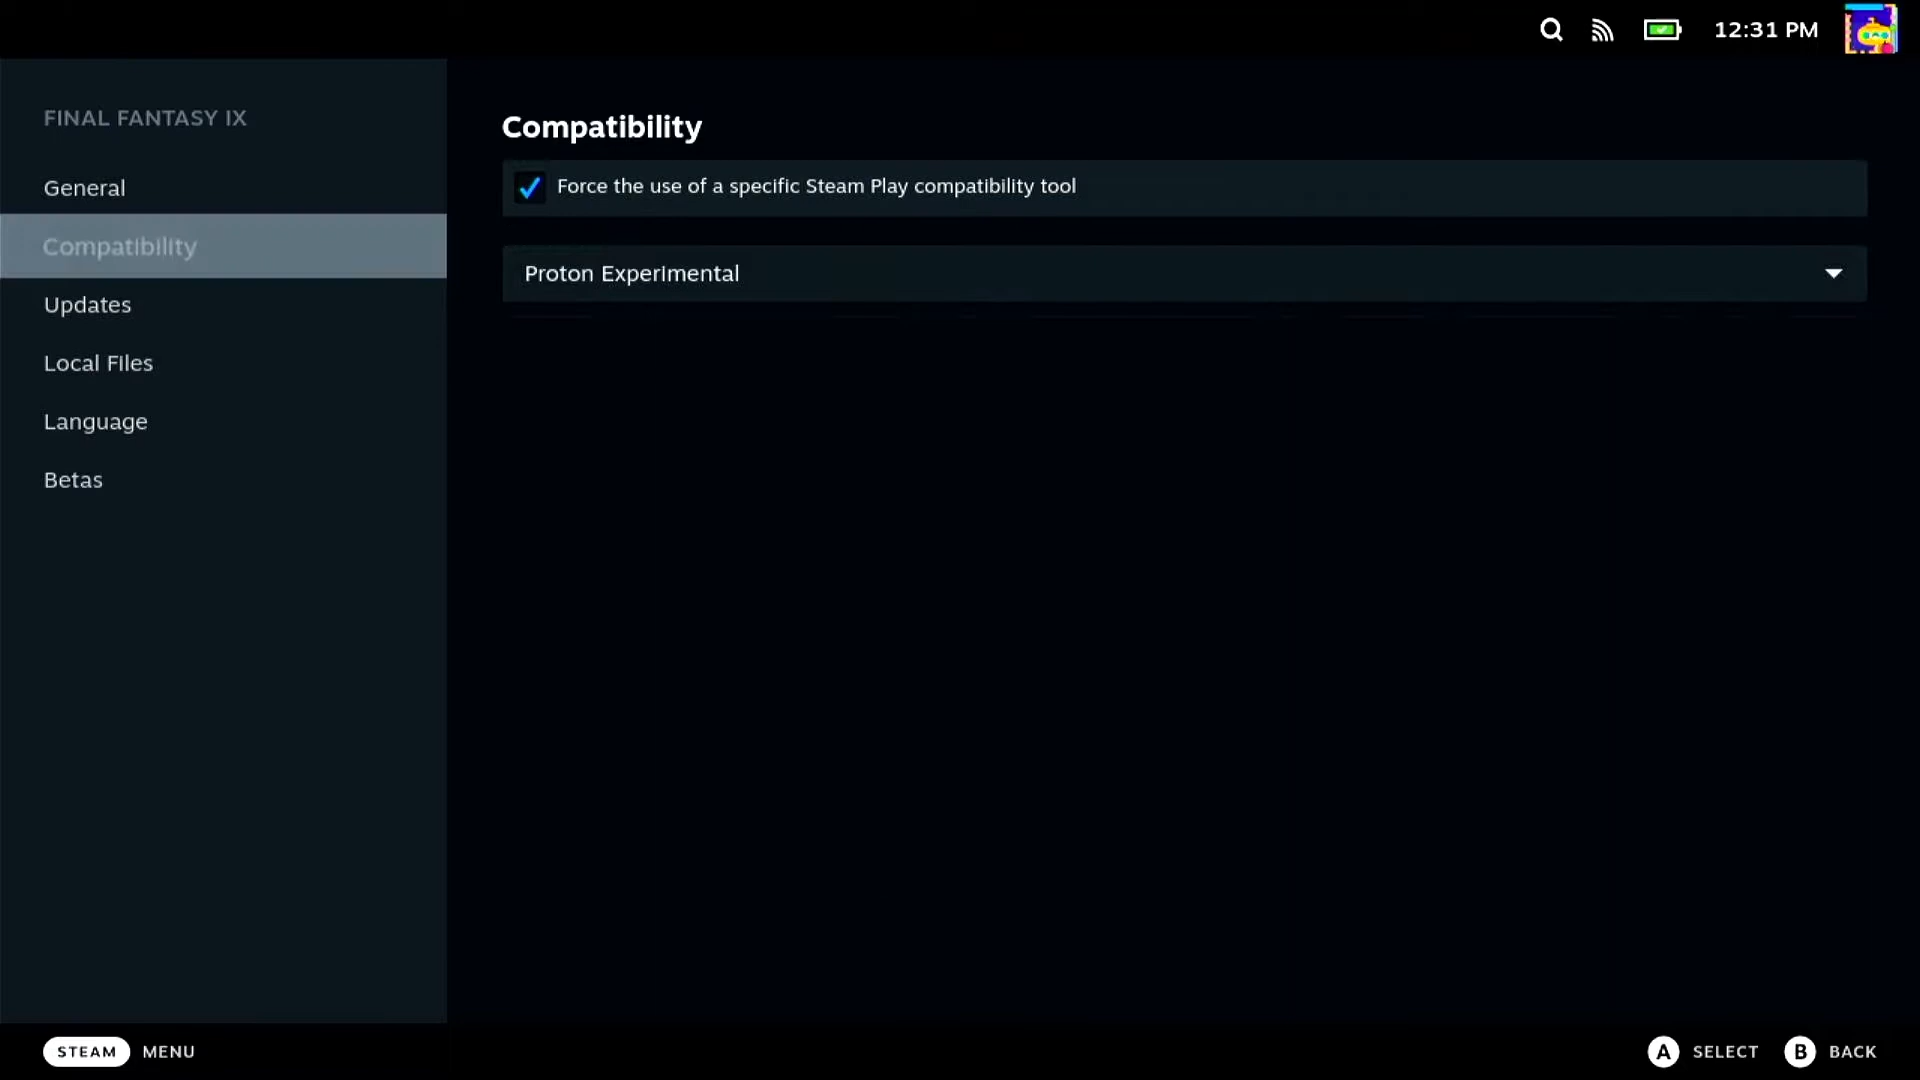 12:31 PM
FINAL FANTASY IX
General
Compatibility
Updates
Local Files
Language
Betas
Compatibility
Force the use of a specific Steam Play compatibility tool
Proton Experimental
STEAM MENU
A SELECT B BACK